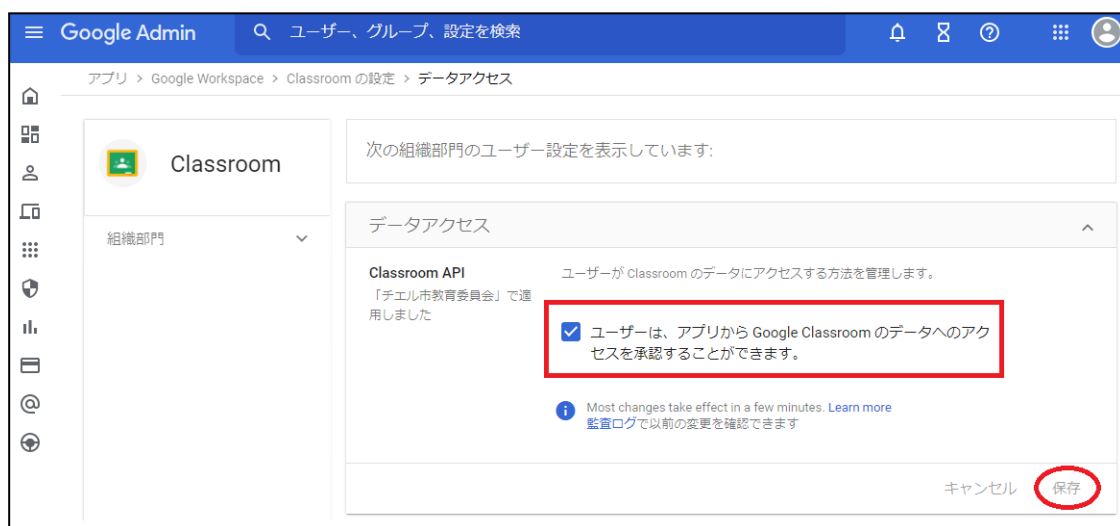 Google Admin
ユーザー、グループ、設定を検索
アプリ > Google Workspace > Classroom の設定 > データアクセス
Classroom
組織部門
次の組織部門のユーザー設定を表示しています:
データアクセス
Classroom API
「チエル市教育委員会」で適
用しました
ユーザーが Classroom のデータにアクセスする方法を管理します。
ユーザーは、アプリから Google Classroom のデータへのアク
セスを承認することができます。
Most changes take effect in a few minutes. Learn more
監査ログで以前の変更を確認できます
キャンセル
保存